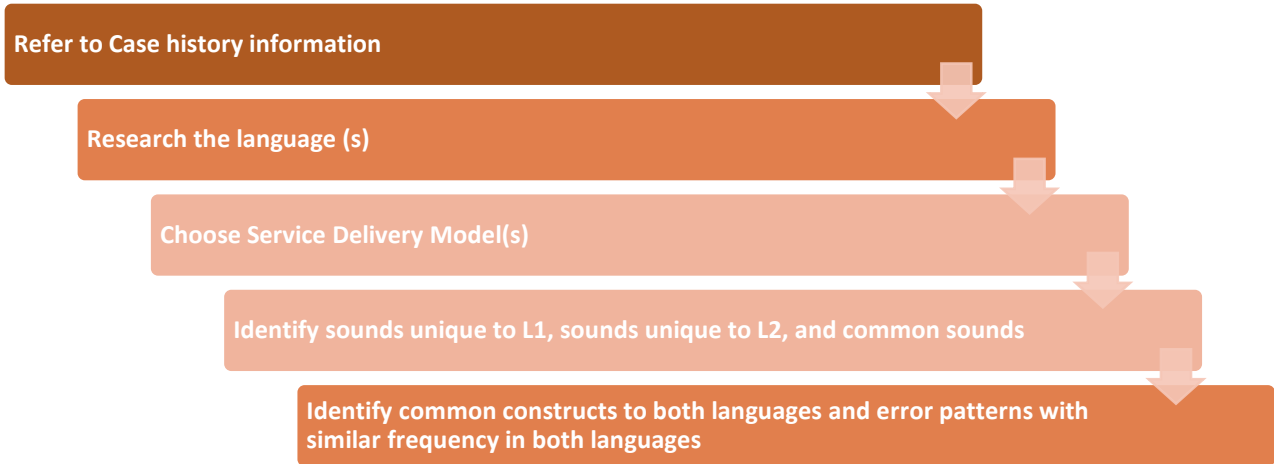 Refer to Case history information
Research the language (s)
Choose Service Delivery Model(s)
Identify sounds unique to L1, sounds unique to L2, and common sounds
Identify common constructs to both languages and error patterns with
similar frequency in both languages